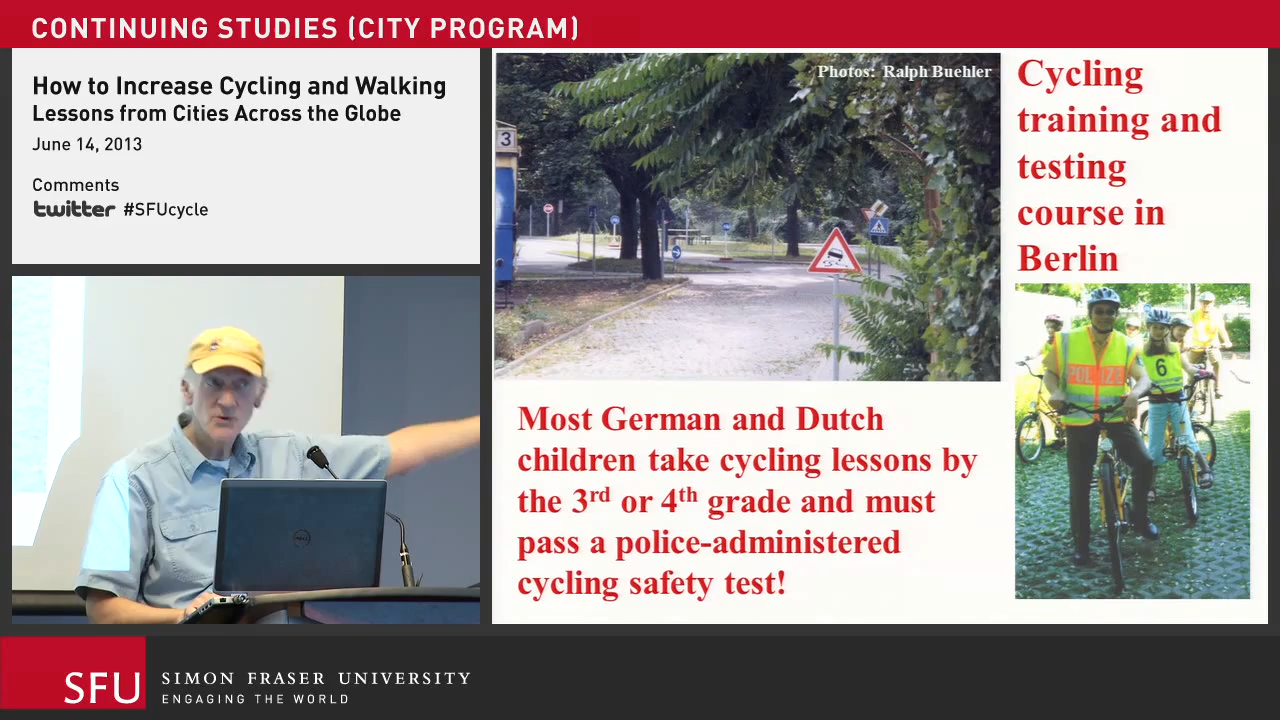 CONTINUING STUDIES (CITY PROGRAM)
How to Increase Cycling and Walking
Lessons from Cities Across the Globe
June 14, 2013
Comments
twitter #SFUcycle
Photos: Ralph Buehler
3
Cycling
training and
testing
course in
Berlin
POLIZEI
6
Most German and Dutch
children take cycling lessons by
the 3rd or 4th grade and must
pass a police-administered
cycling safety test!
DELL
SFU
SIMON FRASER UNIVERSITY
ENGAGING THE WORLD